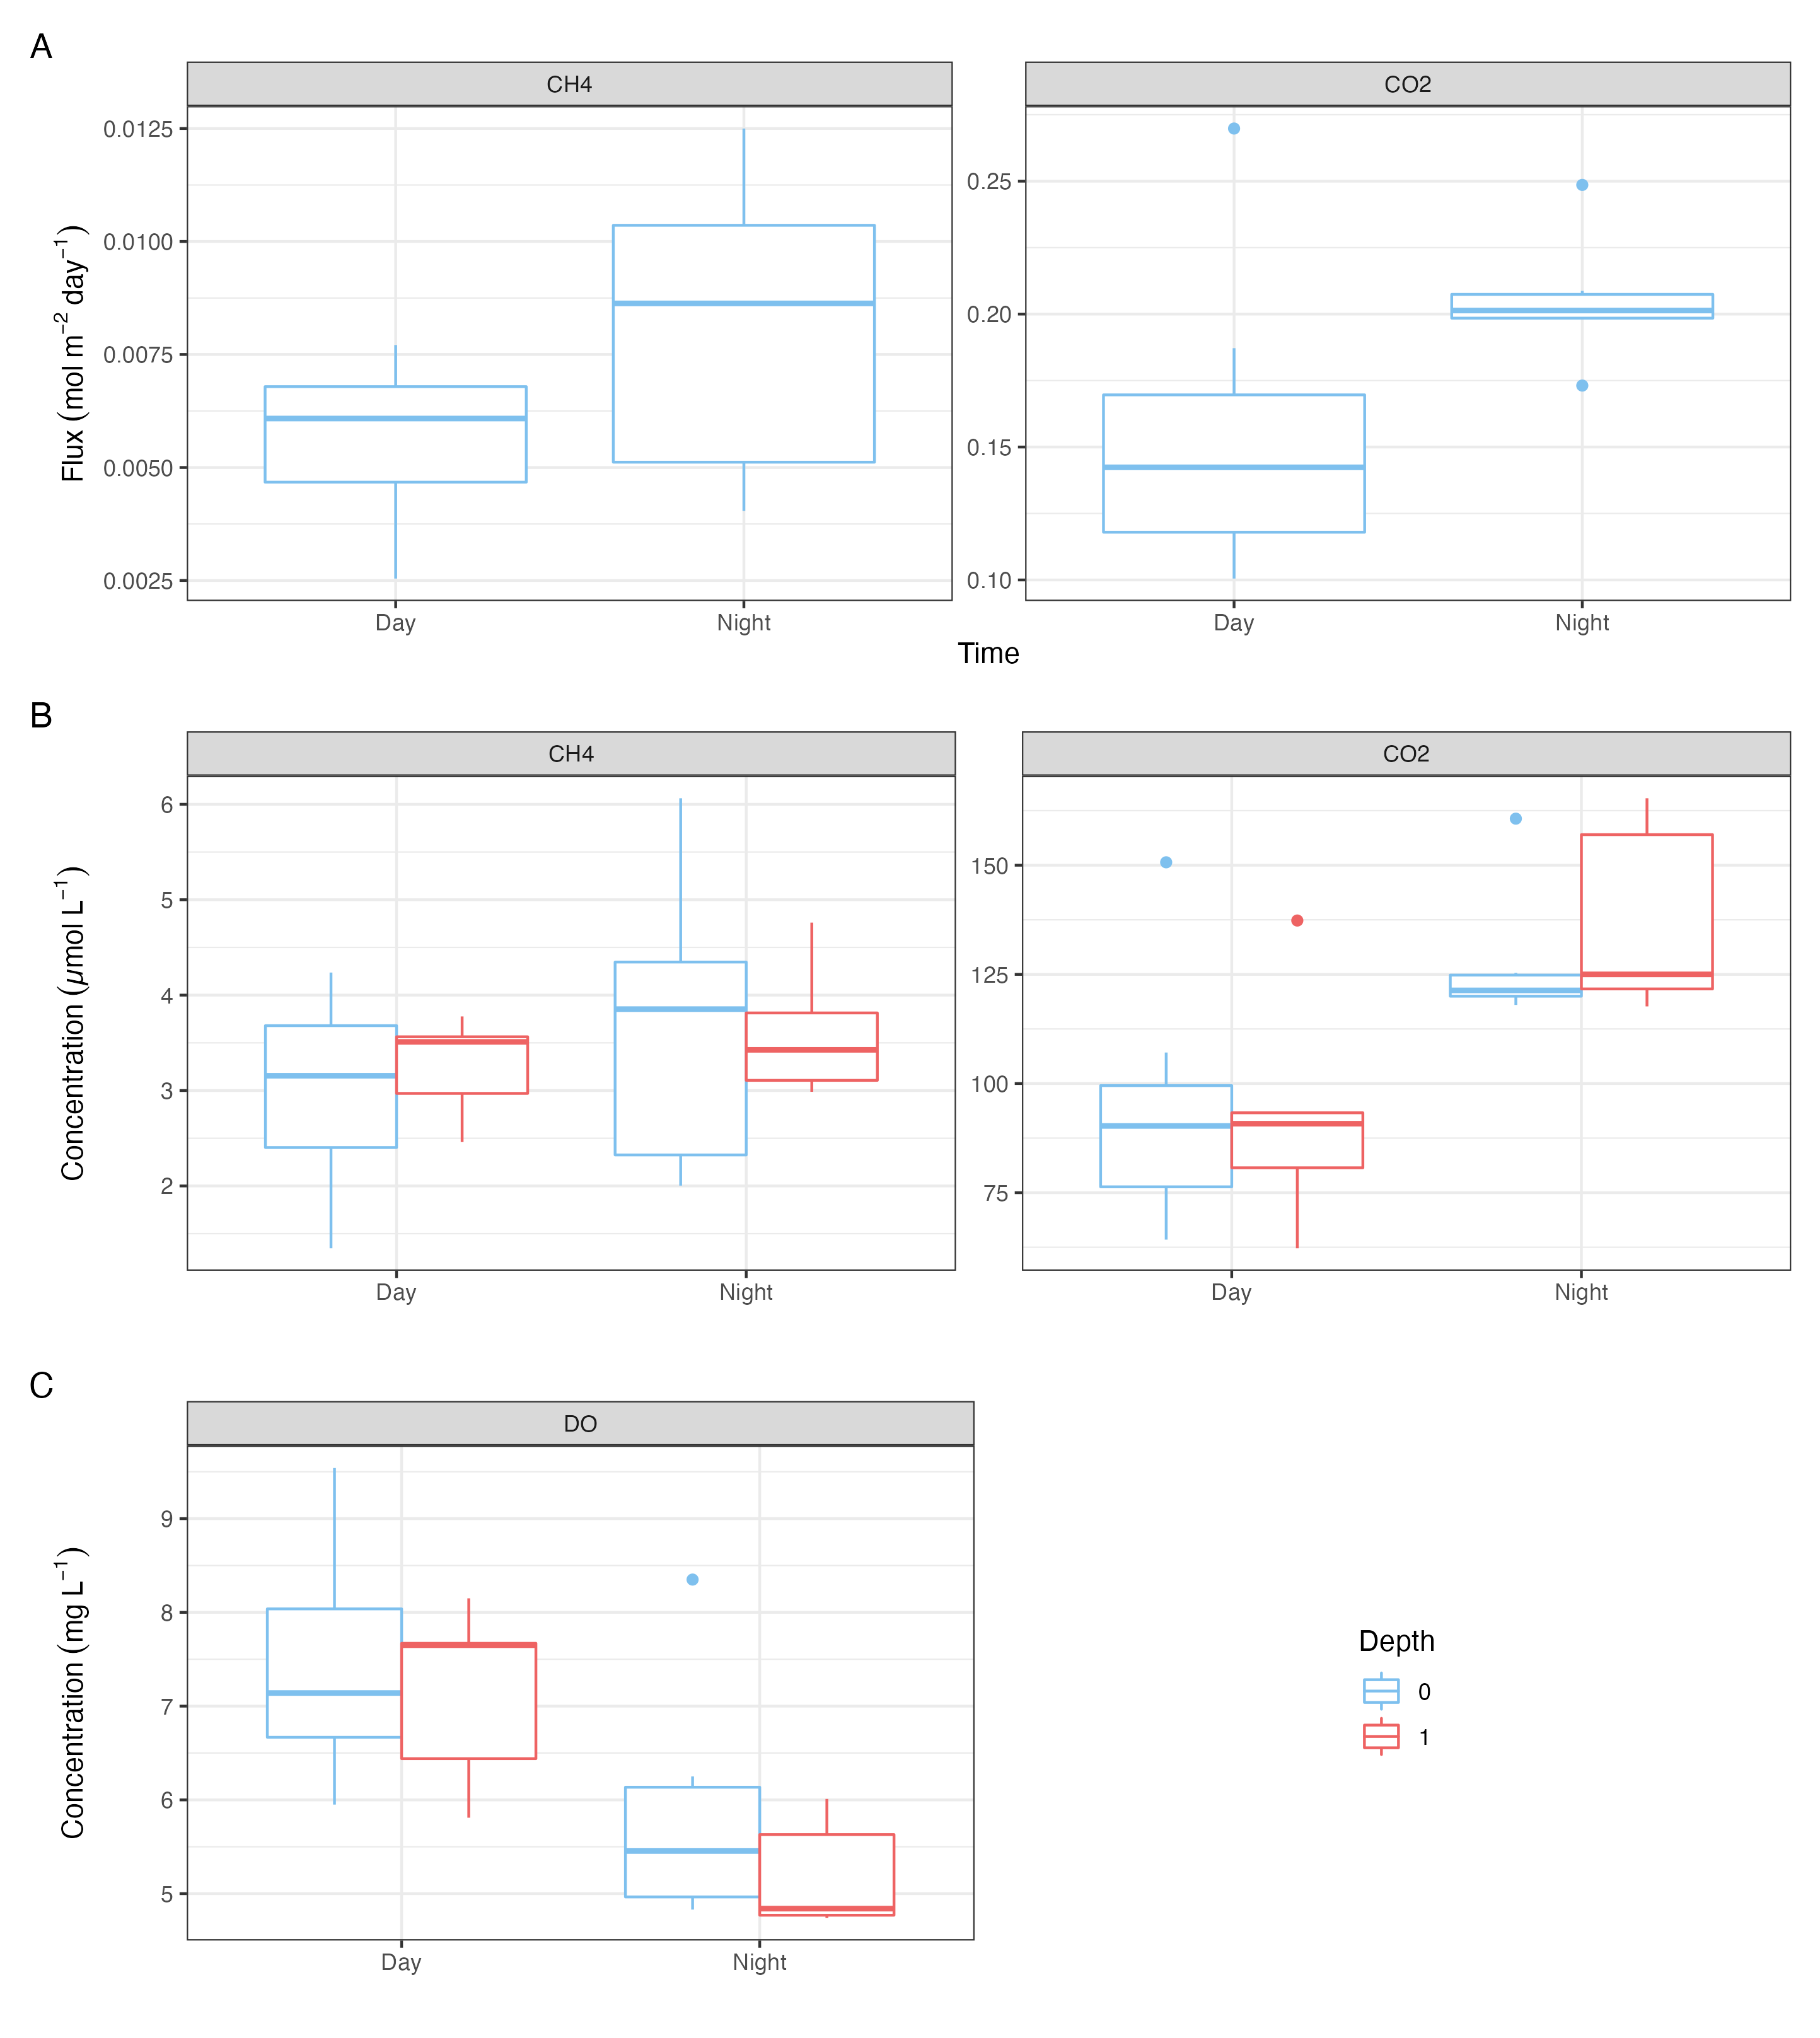 A
CH4
CO2
Flux (mol m⁻² day⁻¹)
0.0125
0.0100
0.0075
0.0050
0.0025
0.25
0.20
0.15
0.10
Day
Night
Day
Night
Time
B
CH4
CO2
Concentration (µmol L⁻¹)
6
5
4
3
2
150
125
100
75
Day
Night
Day
Night
C
DO
Concentration (mg L⁻¹)
9
8
7
6
5
Day
Night
Depth
0
1